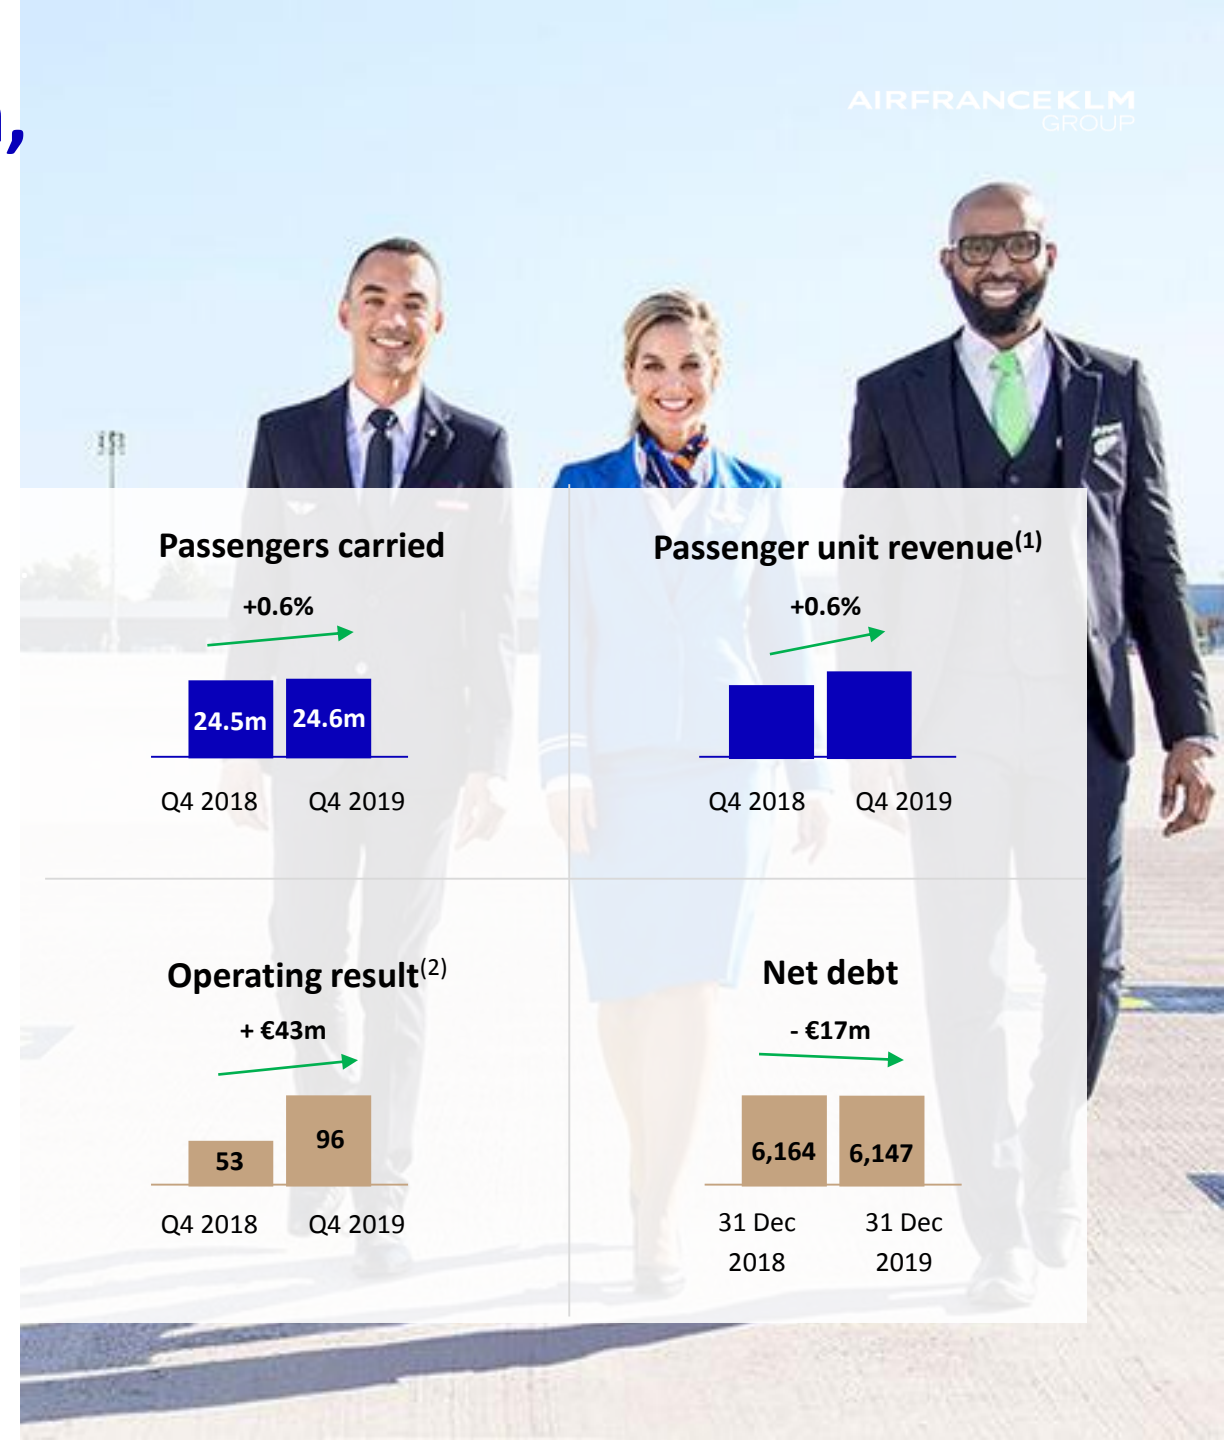 AIRFRANCEKLM
GROUP
Passengers carried
+0.6%
24.5m 24.6m
Q4 2018 Q4 2019
Passenger unit revenue(1)
+0.6%
Q4 2018 Q4 2019
Operating result(2)
+ €43m
53 96
Q4 2018 Q4 2019
Net debt
- €17m
6,164 6,147
31 Dec 31 Dec
2018 2019